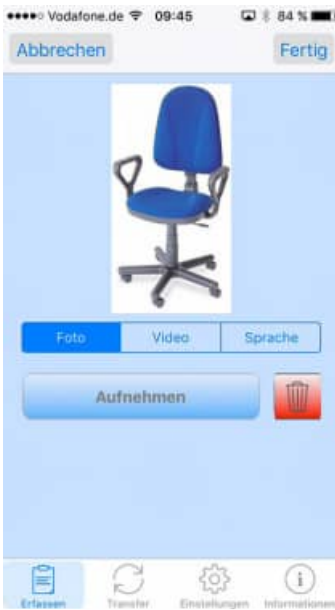 Vodafone.de 09:45 84 %
Abbrechen Fertig
Foto Video Sprache
Aufnehmen
Erfassen Transfer Einstellungen Informationen